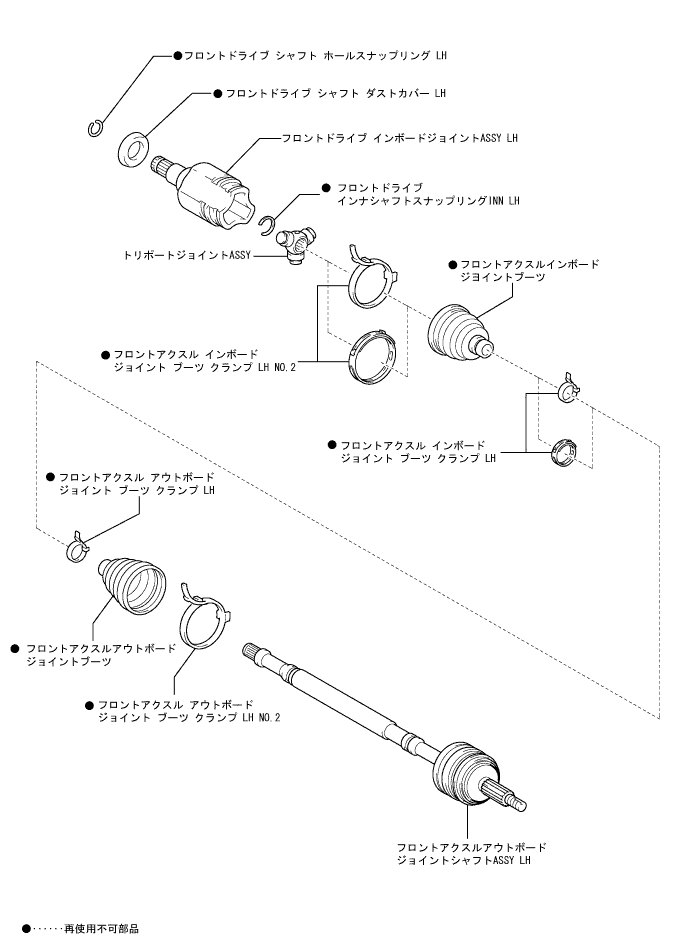 ●フロントドライブ シャフト ホールスナップリング LH
●フロントドライブ シャフト ダストカバー LH
フロントドライブ インボードジョイントASSY LH
● フロントドライブ
インナシャフトスナップリングINN LH
トリポートジョイントASSY
●フロントアクスルインボード
ジヨイントブーツ
●フロントアクスル インボード
ジョイント ブーツ クランプ LH NO.2
●フロントアクスル インボード
ジョイント ブーツ クランプ LH
●フロントアクスル アウトボード
ジョイント ブーツ クランプ LH
● フロントアクスルアウトボード
ジョイントブーツ
●フロントアクスル アウトボード
ジョイント ブーツ クランプ LH NO.2
フロントアクスルアウトボード
ジョイントシャフトASSY LH
●‥‥‥再使用不可部品